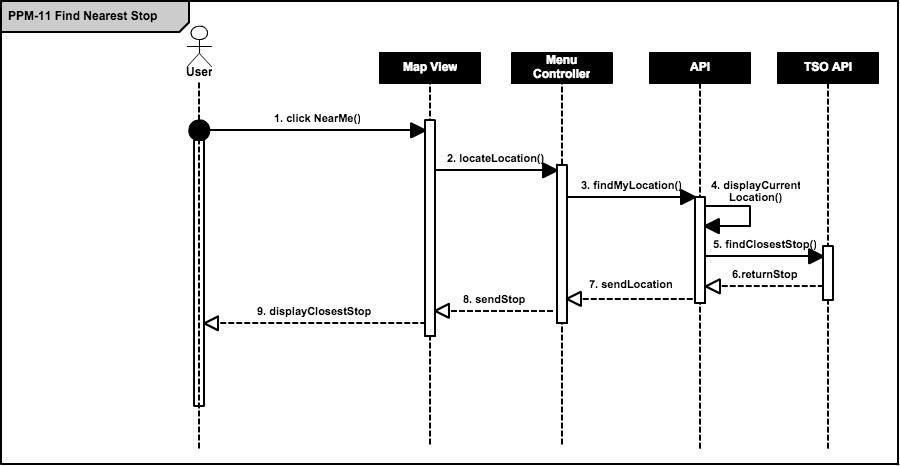 PPM-11 Find Nearest Stop
User
Map View
Menu
Controller
API
TSO API
1. click NearMe()
2. locateLocation()
3. findMyLocation()
4. displayCurrent
Location()
5. findClosestStop()
6.returnStop
7. sendLocation
8. sendStop
9. displayClosestStop